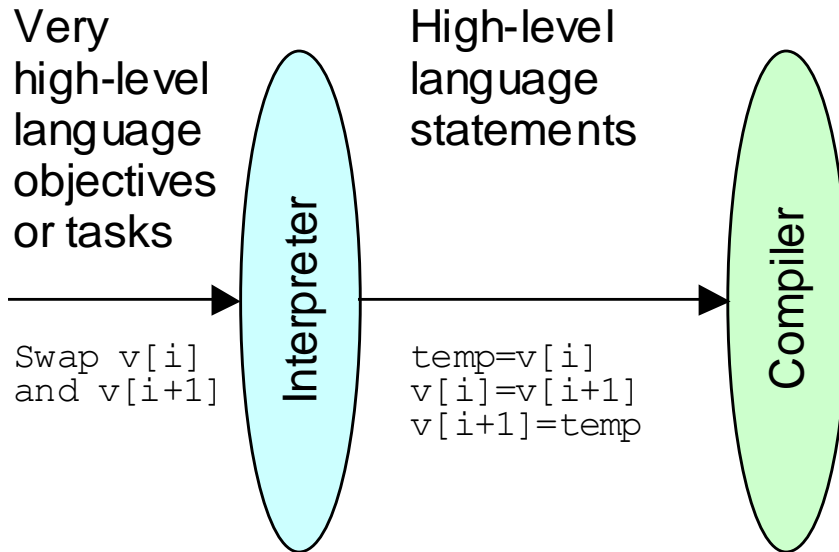 Very
high-level
language
objectives
or tasks
Swap v[i]
and v[i+1]
Interpreter
High-level
language
statements
temp=v[i]
v[i]=v[i+1]
v[i+1]=temp
Compiler